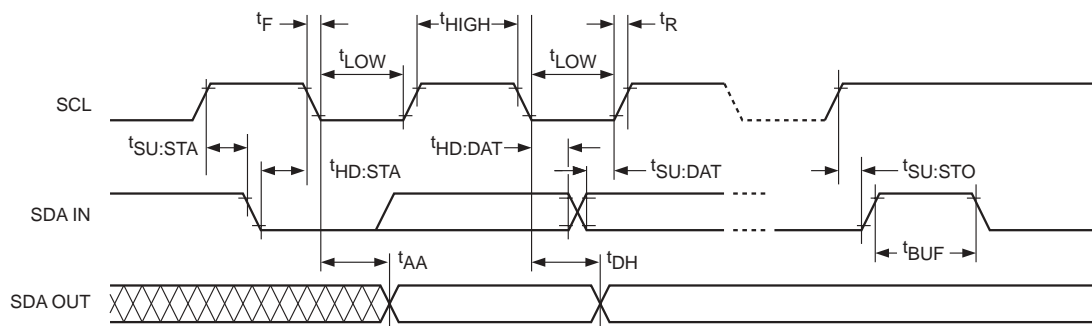 tF
tHIGH
tR
tLOW
tLOW
SCL
tSU:STA
tHD:STA
tHD:DAT
tSU:DAT
tSU:STO
SDA IN
tBUF
tAA
tDH
SDA OUT